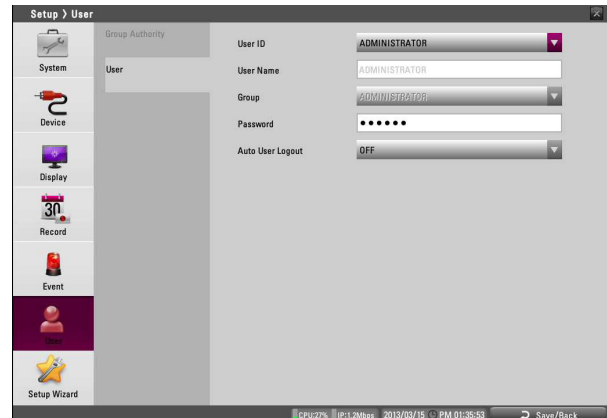 Setup > User
System
Device
Display
30
Record
Event
User
Setup Wizard
Group Authority
User
User ID
ADMINISTRATOR
User Name
ADMINISTRATOR
Group
ADMINISTRATOR
Password
••••••
Auto User Logout
OFF
CPU:27% IP:1.2Mbps 2013/03/15 PM 01:35:53 Save/Back